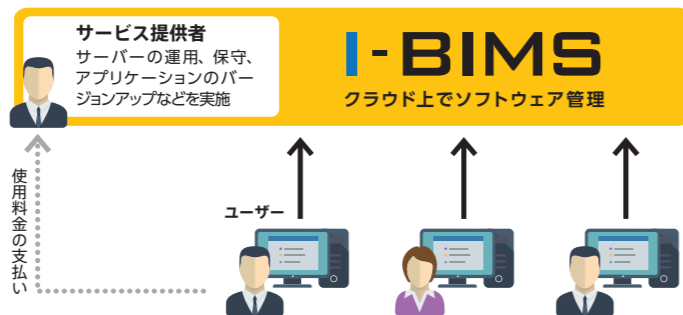 サービス提供者
サーバーの運用、保守、
アプリケーションのバー
ジョンアップなどを実施
I-BIMS
クラウド上でソフトウェア管理
使用料金の支払い
ユーザー